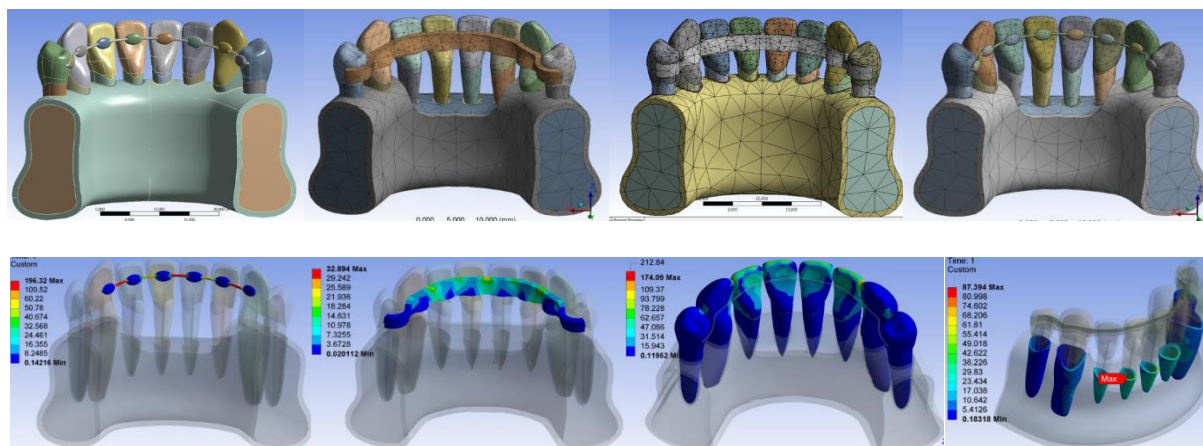 0.000 5.000 10.000 (mm)
Custom
196.32 Max
100.52
60.22
50.78
40.674
32.568
24.461
16.355
8.2485
0.14216 Min
Custom
32.894 Max
29.242
25.589
21.936
18.284
14.631
10.978
7.3255
3.6728
0.020112 Min
212.84
174.09 Max
109.37
93.799
78.228
62.657
47.086
31.514
15.943
Time: 1
Custom
87.394 Max
80.998
74.602
68.206
61.81
55.414
49.018
42.622
36.226
29.83
23.434
17.038
10.642
5.4126
0.18318 Min
Max